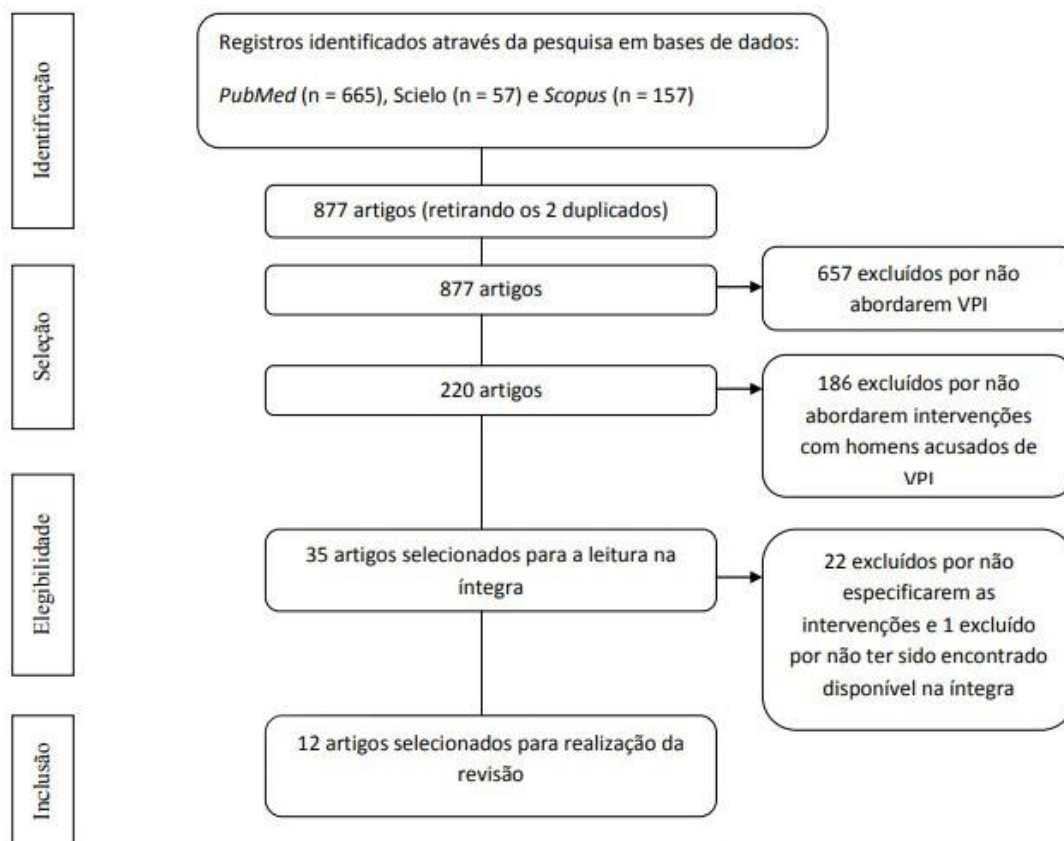 Identificação
Registros identificados através da pesquisa em bases de dados:
PubMed (n = 665), Scielo (n = 57) e Scopus (n = 157)
877 artigos (retirando os 2 duplicados)
Seleção
877 artigos
657 excluídos por não
abordarem VPI
220 artigos
186 excluídos por não
abordarem intervenções
com homens acusados de
VPI
Elegibilidade
35 artigos selecionados para a leitura na
íntegra
22 excluídos por não
especificarem as
intervenções e 1 excluído
por não ter sido encontrado
disponível na íntegra
Inclusão
12 artigos selecionados para realização da
revisão